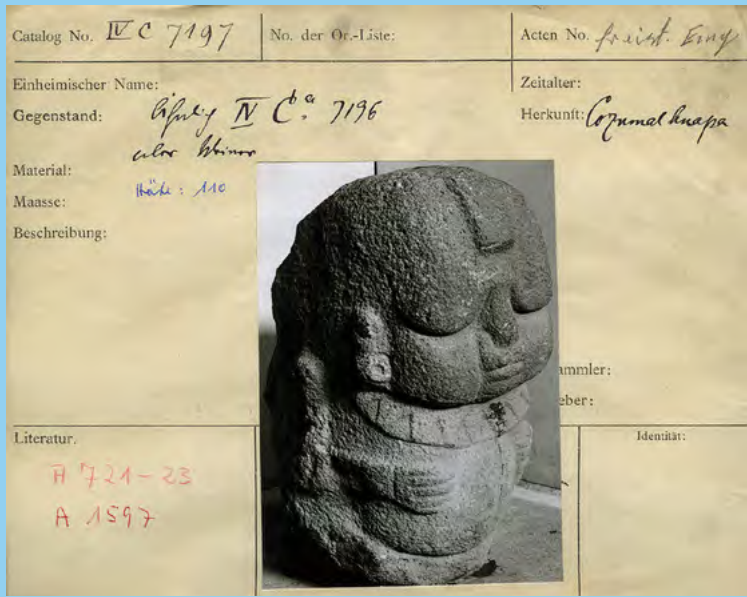 Catalog No. IV C 7197
No. der Or.-Liste:
Acten No.
Einheimischer Name:
Zeitalter:
Gegenstand: IV C 7196
Herkunft: Cozumalhuapa
Material:
Maasse: Höhe: 110
Beschreibung:
ammler:
eber:
Literatur.
Identität:
H 721-23
A 1597